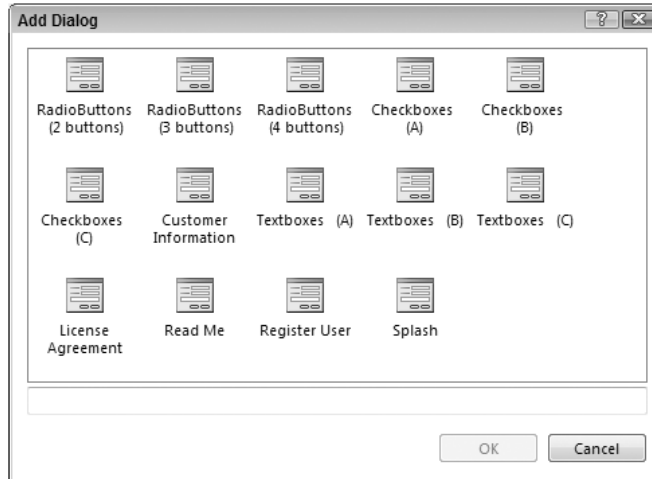 Add Dialog
RadioButtons RadioButtons RadioButtons Checkboxes Checkboxes
(2 buttons) (3 buttons) (4 buttons) (A) (B)
Checkboxes Customer Textboxes (A) Textboxes (B) Textboxes (C)
(C) Information
License Read Me Register User Splash
Agreement
OK Cancel